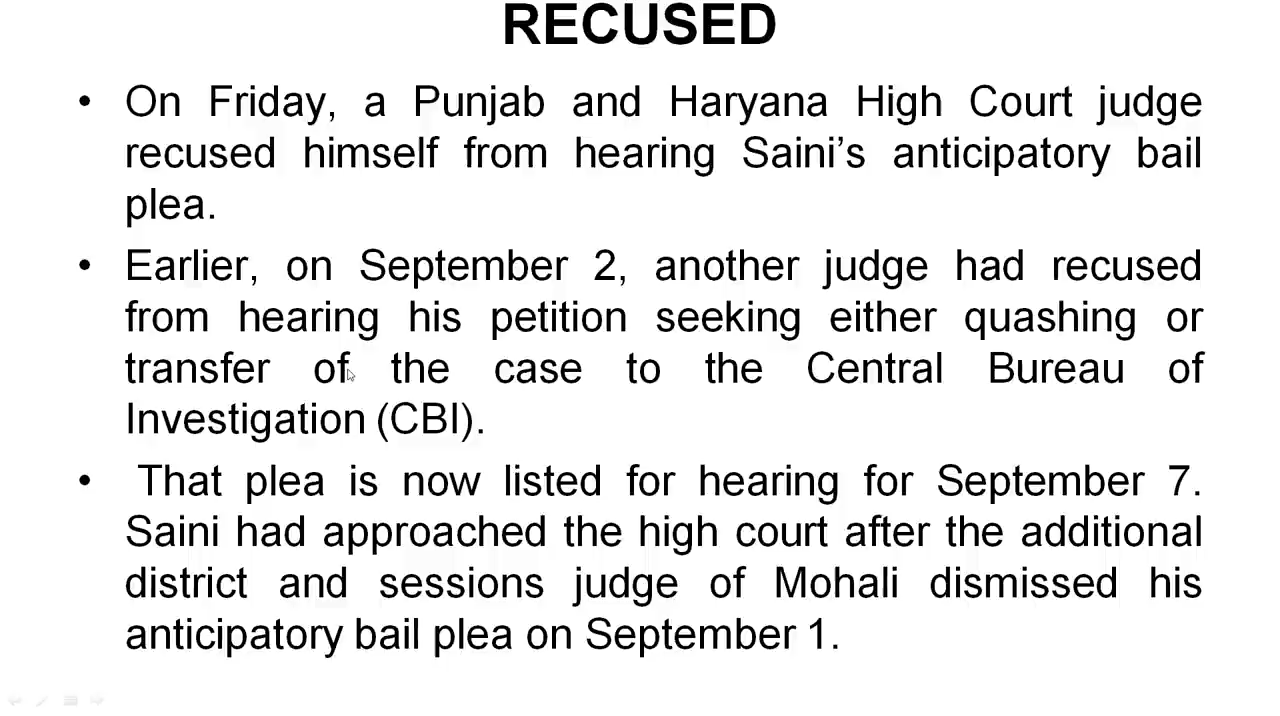 RECUSED
• On Friday, a Punjab and Haryana High Court judge
recused himself from hearing Saini’s anticipatory bail
plea.
• Earlier, on September 2, another judge had recused
from hearing his petition seeking either quashing or
transfer of the case to the Central Bureau of
Investigation (CBI).
• That plea is now listed for hearing for September 7.
Saini had approached the high court after the additional
district and sessions judge of Mohali dismissed his
anticipatory bail plea on September 1.